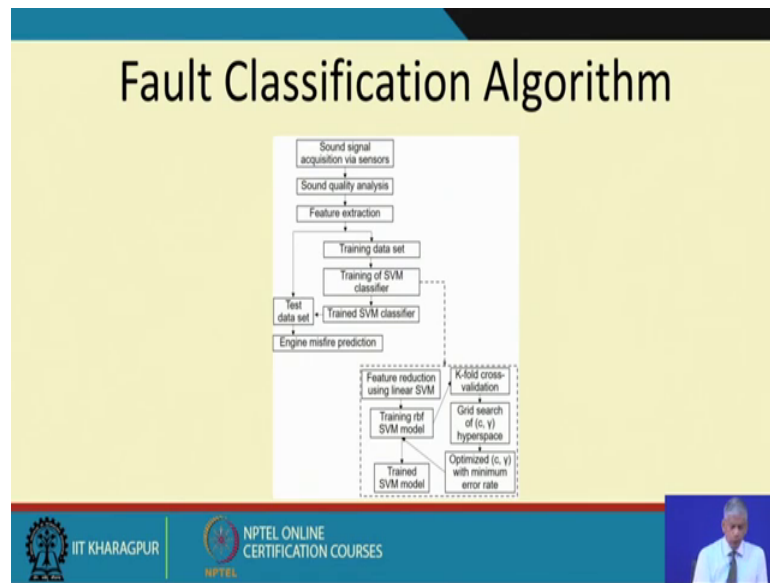 Fault Classification Algorithm
Sound signal
acquisition via sensors
Sound quality analysis
Feature extraction
Training data set
Training of SVM
classifier
Test
data set
Trained SVM classifier
Engine misfire prediction
Feature reduction
using linear SVM
K-fold cross-
validation
Training rbf
SVM model
Grid search
of (c, γ)
hyperspace
Trained
SVM model
Optimized (c, γ)
with minimum
error rate
IIT KHARAGPUR
NPTEL
NPTEL ONLINE
CERTIFICATION COURSES